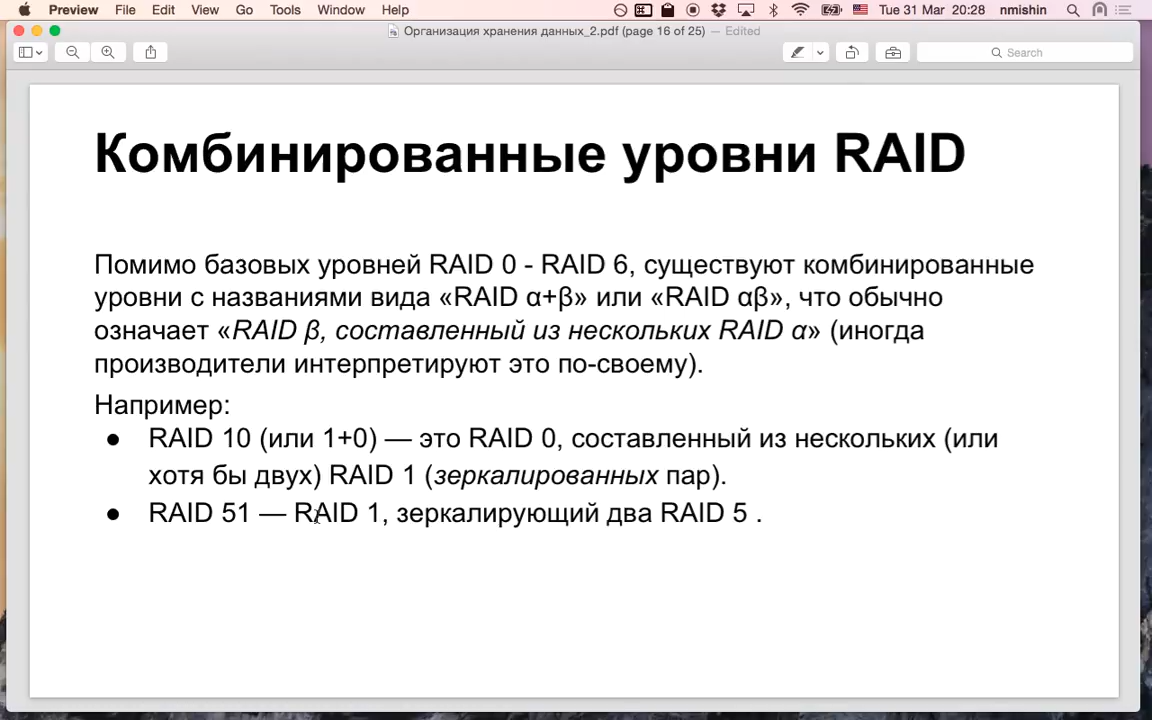 Preview File Edit View Go Tools Window Help Tue 31 Mar 20:28 nmishin
Организация хранения данных_2.pdf (page 16 of 25) — Edited
Search
Комбинированные уровни RAID
Помимо базовых уровней RAID 0 - RAID 6, существуют комбинированные
уровни с названиями вида «RAID α+β» или «RAID αβ», что обычно
означает «RAID β, составленный из нескольких RAID α» (иногда
производители интерпретируют это по-своему).
Например:
● RAID 10 (или 1+0) — это RAID 0, составленный из нескольких (или
хотя бы двух) RAID 1 (зеркалированных пар).
● RAID 51 — RAID 1, зеркалирующий два RAID 5 .